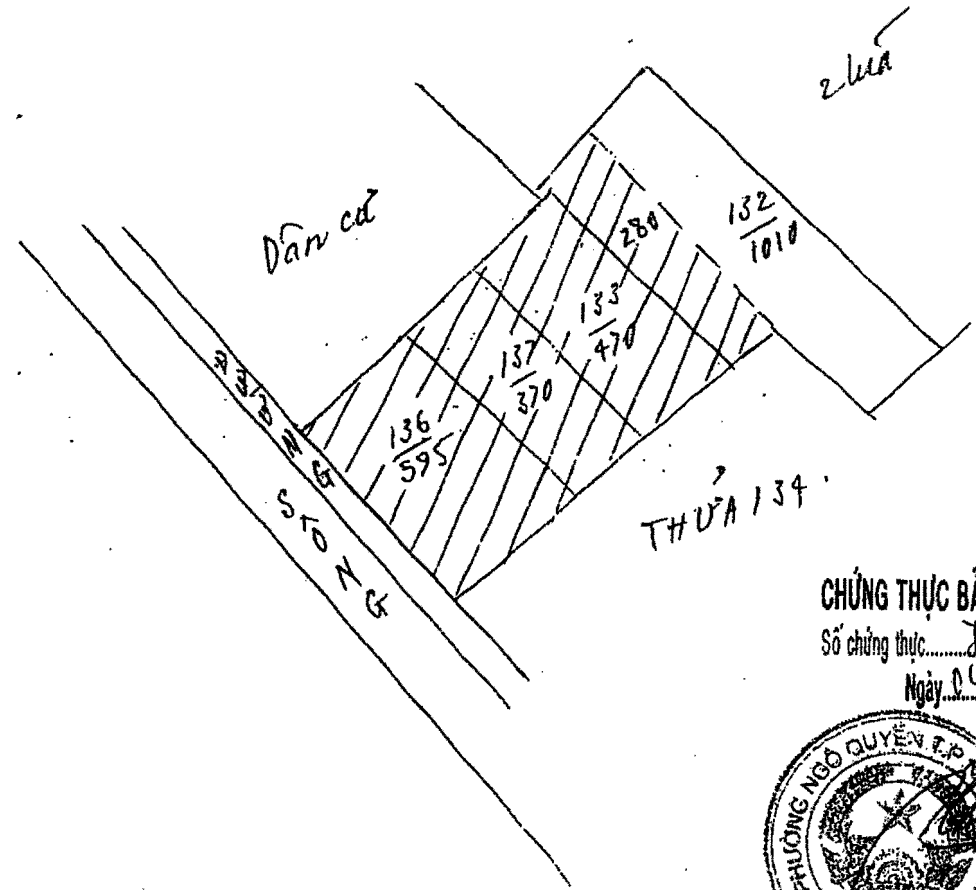 2 lúa
Dân cư
132
1010
280
133
470
137
370
136
595
ĐƯỜNG
SÔNG
THỬA 134
CHỨNG THỰC BẢ
Số chứng thực
Ngày
PHƯỜNG NGÔ QUYỀN T.P